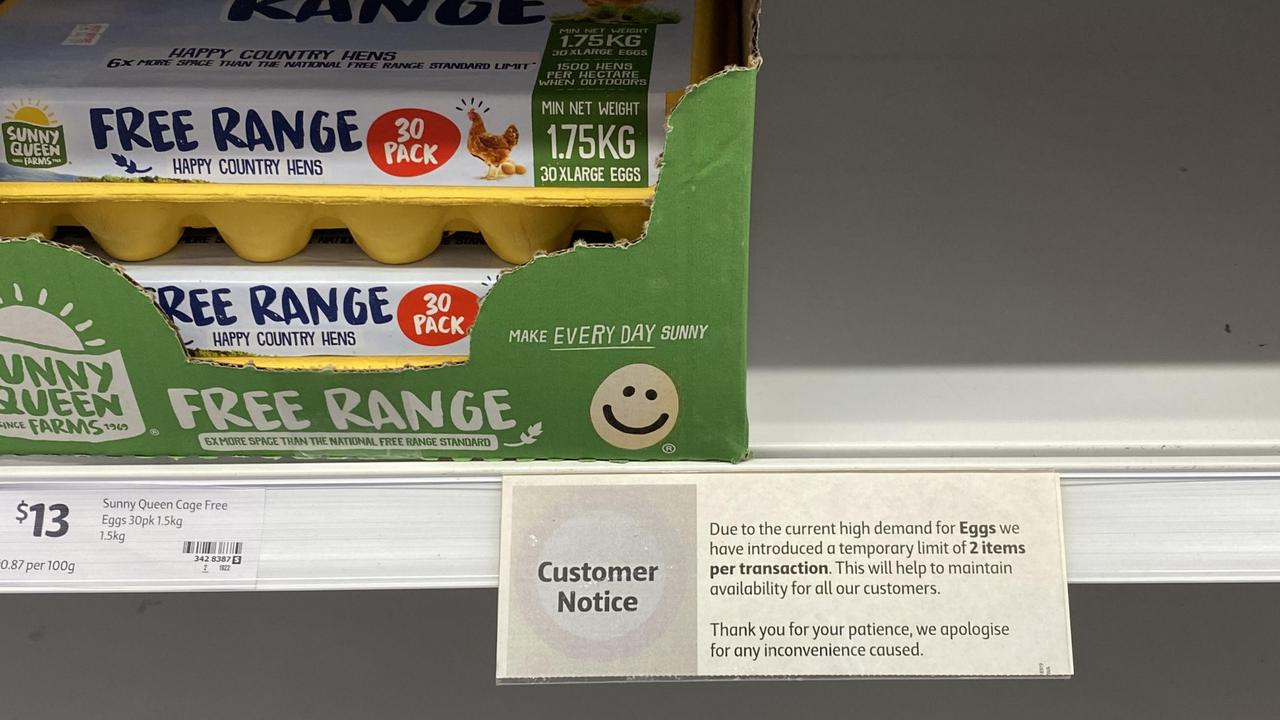 RANGE
HAPPY COUNTRY HENS
6X MORE SPACE THAN THE NATIONAL FREE RANGE STANDARD LIMIT
MIN NET WEIGHT
1.75KG
30 XLARGE EGGS
1500 HENS
PER HECTARE
WHEN OUTDOORS
SUNNY
QUEEN
FARMS
FREE RANGE
HAPPY COUNTRY HENS
30
PACK
MIN NET WEIGHT
1.75KG
30 XLARGE EGGS
REE RANGE
HAPPY COUNTRY HENS
30
PACK
MAKE EVERY DAY SUNNY
UNNY
QUEEN
SINCE FARMS 1969
®
FREE RANGE
6X MORE SPACE THAN THE NATIONAL FREE RANGE STANDARD
®
$13
Sunny Queen Cage Free
Eggs 30pk 1.5kg
1.5kg
342 8387 S
2 1022
0.87 per 100g
Customer
Notice
Due to the current high demand for Eggs we
have introduced a temporary limit of 2 items
per transaction. This will help to maintain
availability for all our customers.
Thank you for your patience, we apologise
for any inconvenience caused.